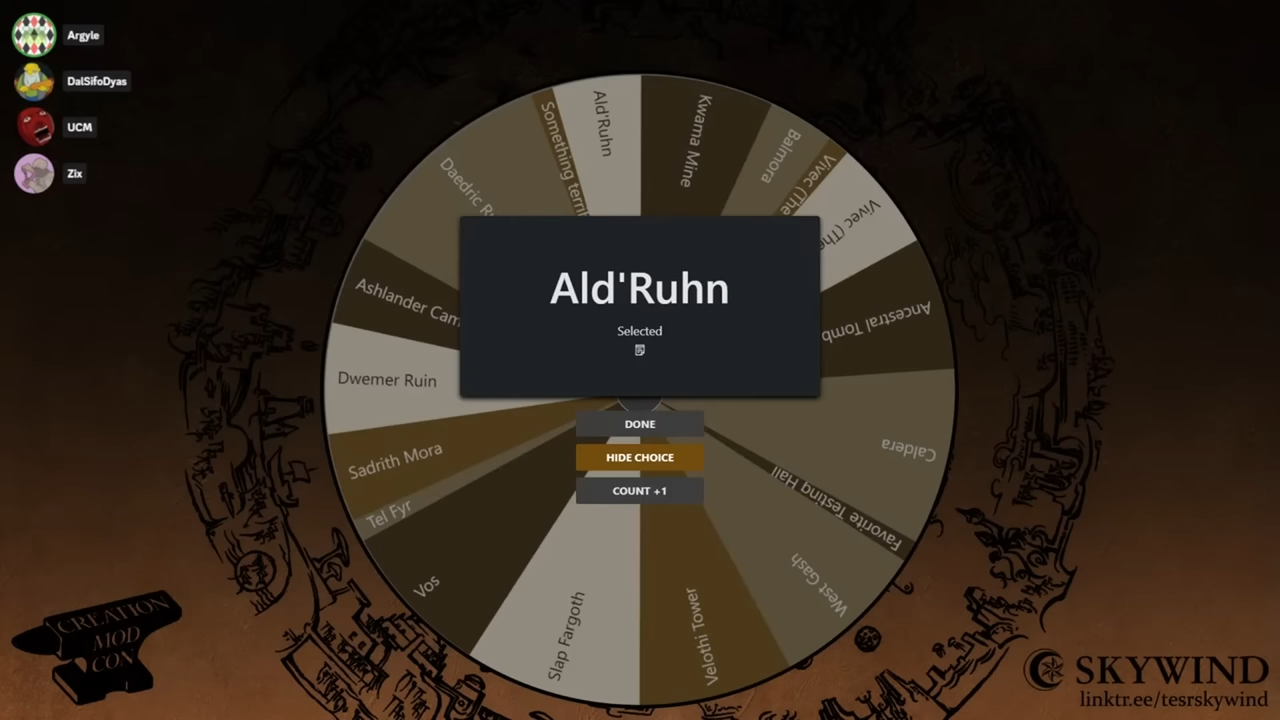 Argyle
DalSifoDyas
UCM
Zix
Something terri
Ald'Ruhn
Kwama Mine
Balmora
Vivec (The
Vivec (The
Daedric R
Ashlander Cam
Ancestral Tomb
Ald'Ruhn
Selected
Dwemer Ruin
DONE
HIDE CHOICE
COUNT +1
Sadrith Mora
Caldera
Tel Fyr
Favorite Testing Hall
Vos
West Gash
Slap Fargoth
Velothi Tower
CREATION
MOD
CON
SKYWIND
linktr.ee/tesrskywind